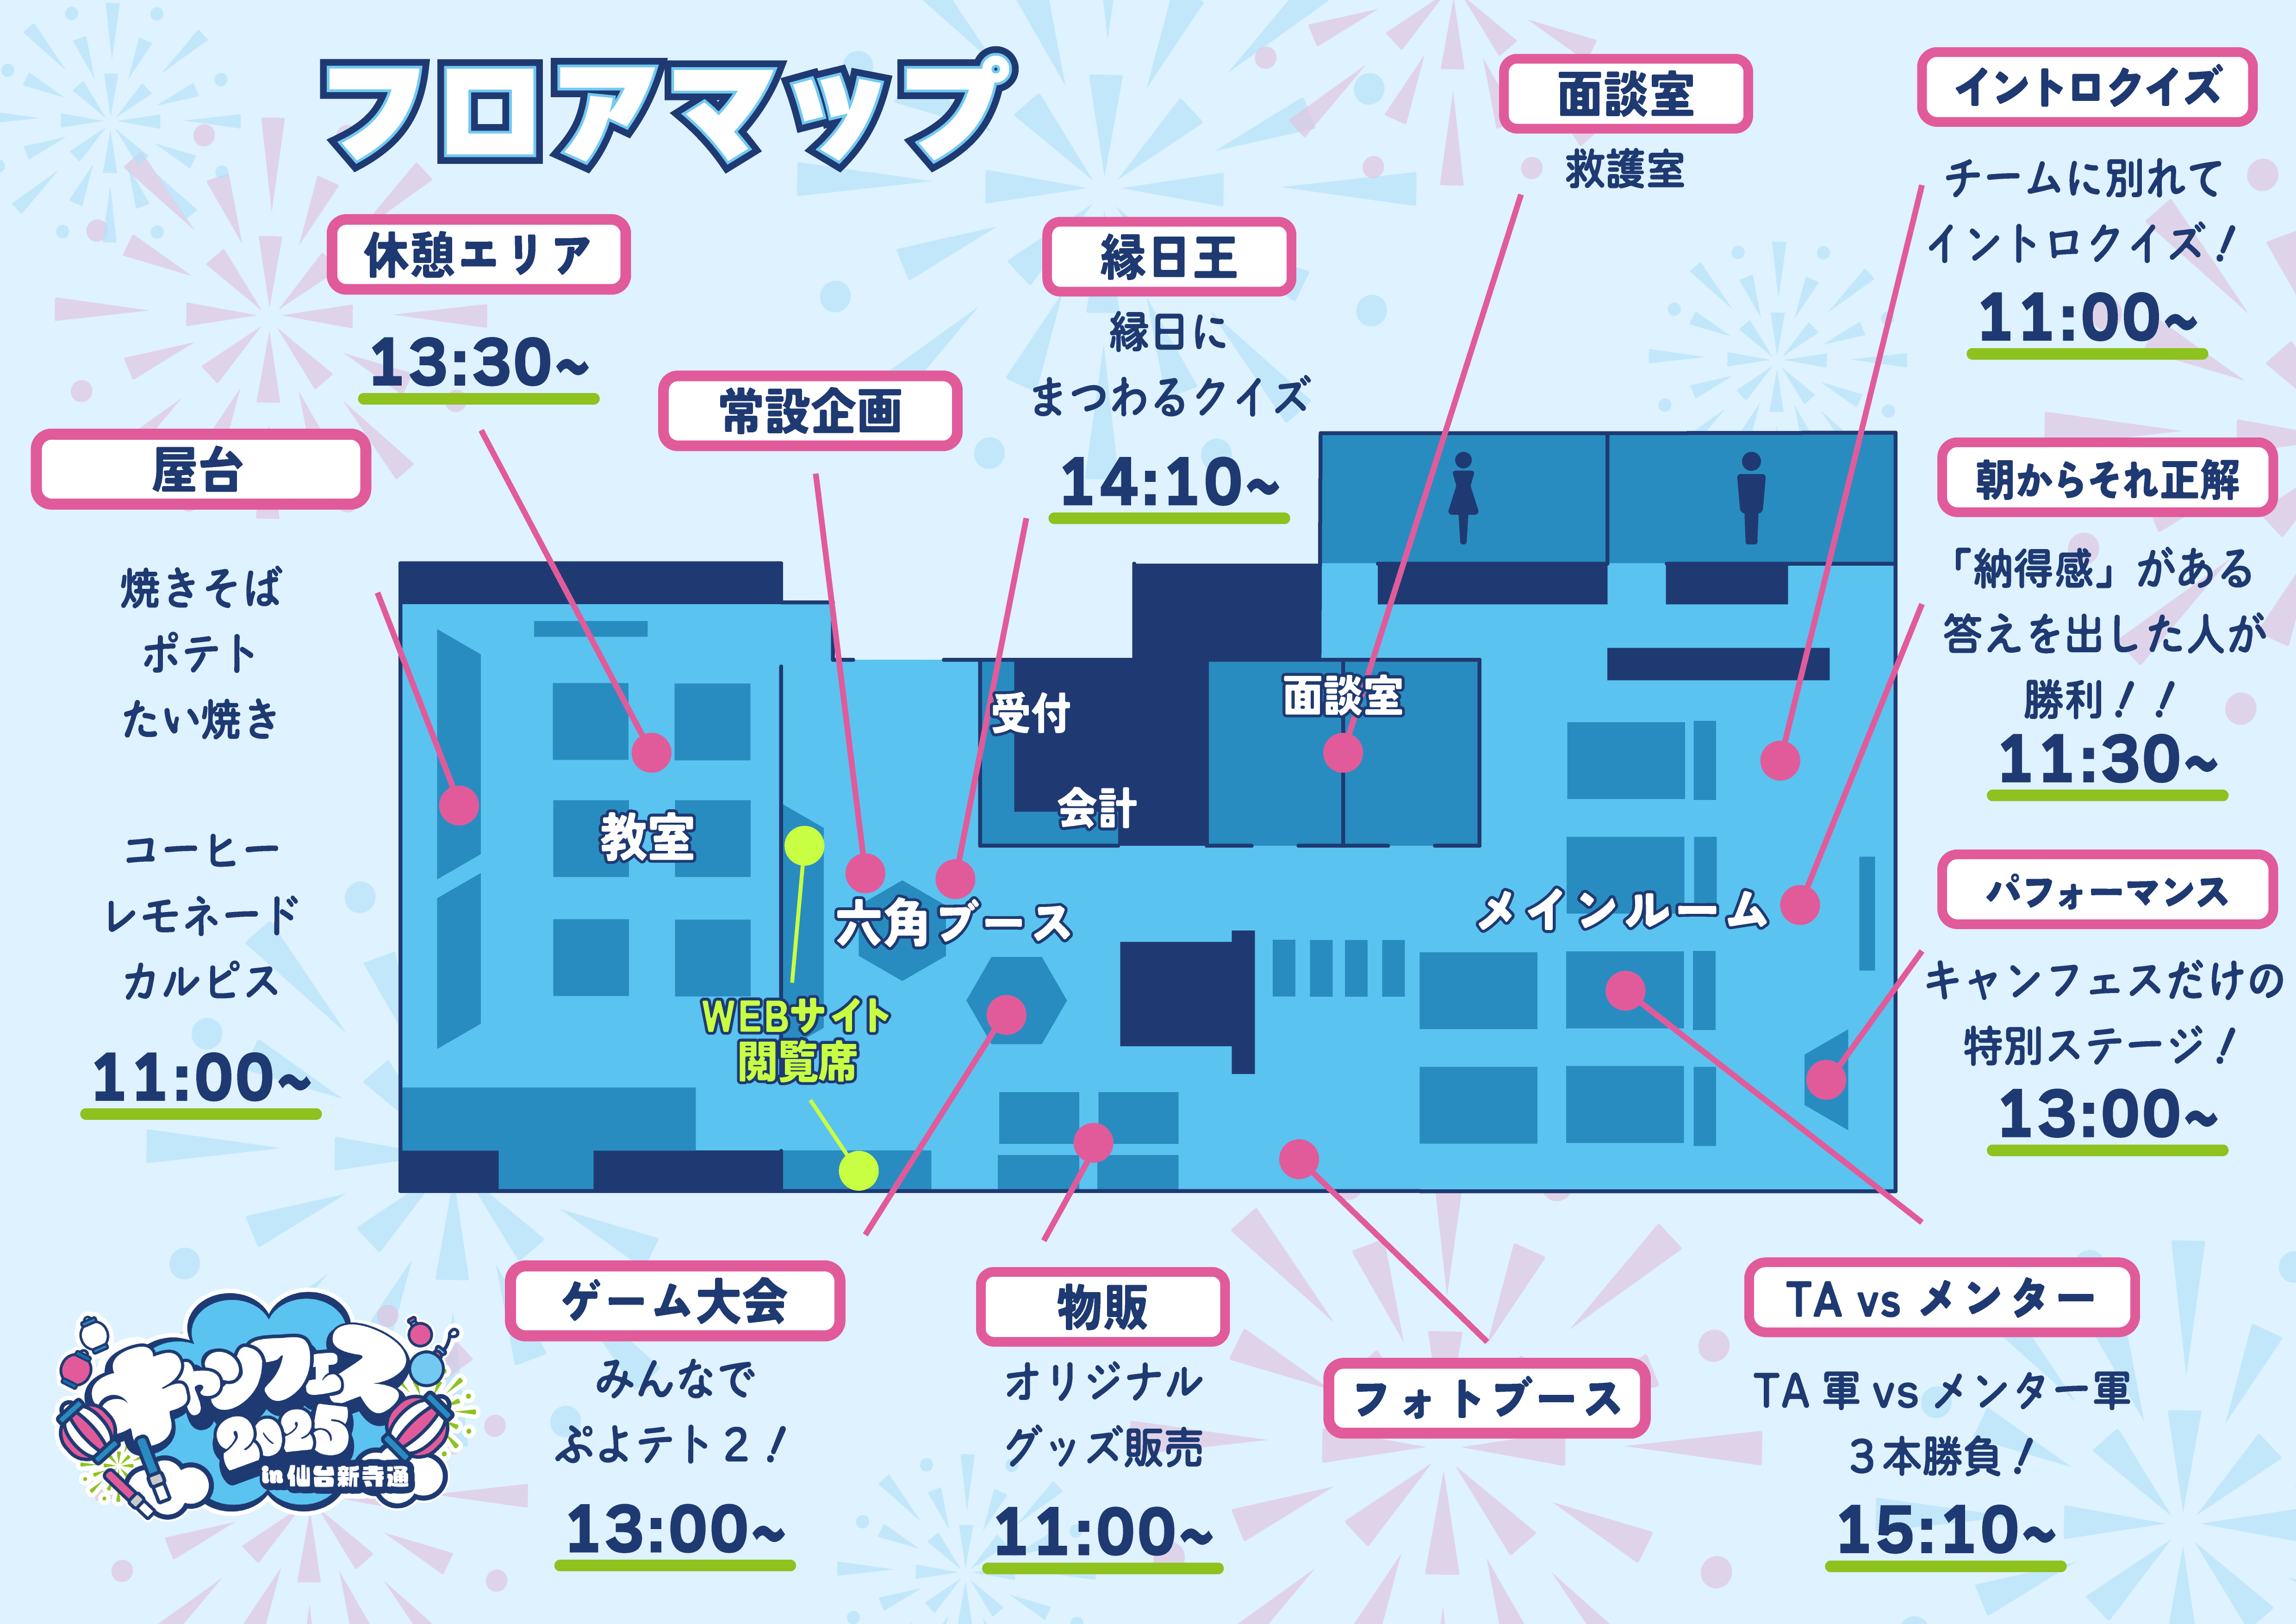 フロアマップ
休憩エリア
13:30~
屋台
焼きそば
ポテト
たい焼き
コーヒー
レモネード
カルピス
11:00~
常設企画
縁日王
縁日に
まつわるクイズ
14:10~
面談室
救護室
イントロクイズ
チームに別れて
イントロクイズ！
11:00~
朝からそれ正解
「納得感」がある
答えを出した人が
勝利！！
11:30~
パフォーマンス
キャンフェスだけの
特別ステージ！
13:00~
受付
会計
面談室
教室
六角ブース
メインルーム
WEBサイト
閲覧席
キャンフェス
2025
in 仙台新寺通
ゲーム大会
みんなで
ぷよテト２！
13:00~
物販
オリジナル
グッズ販売
11:00~
フォトブース
TA vs メンター
TA 軍 vs メンター軍
３本勝負！
15:10~